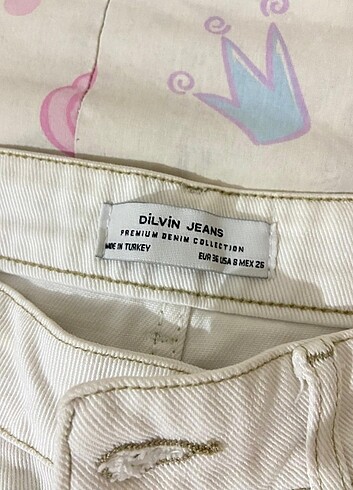 DİLVİN JEANS
PREMIUM DENIM COLLECTION
MADE IN TURKEY
EUR 36 USA 8 MEX 26